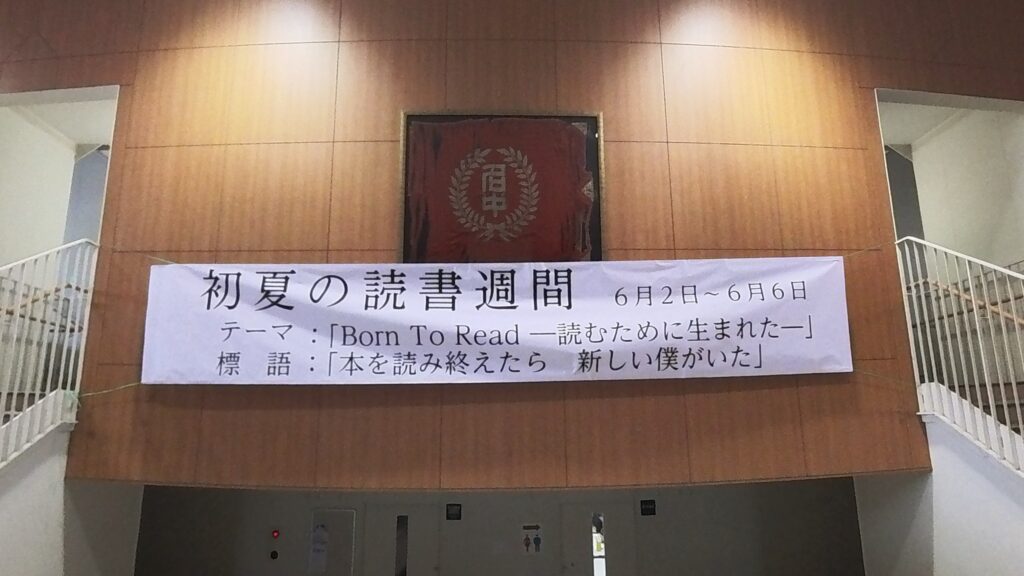 初夏の読書週間 6月2日~6月6日
テーマ:「Born To Read ―読むために生まれた―」
標 語:「本を読み終えたら 新しい僕がいた」